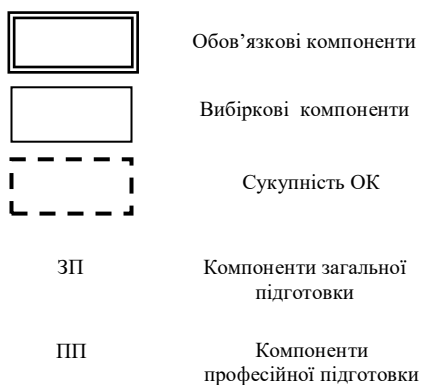 Обов’язкові компоненти
Вибіркові компоненти
Сукупність ОК
ЗП Компоненти загальної
підготовки
ПП Компоненти
професійної підготовки